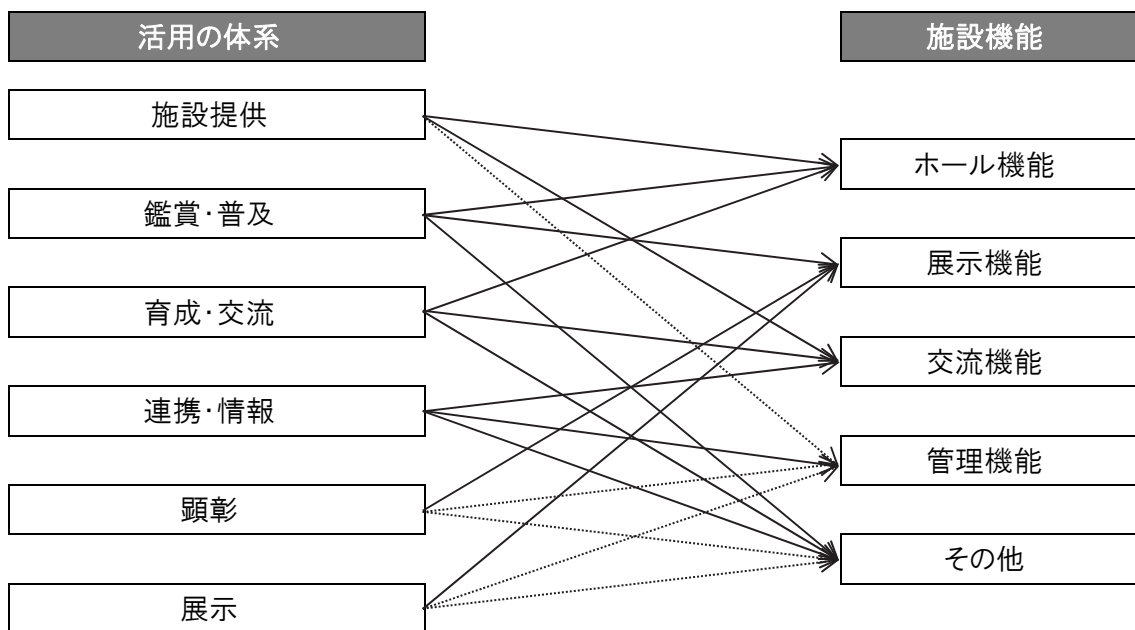 活用の体系
施設機能
施設提供
ホール機能
鑑賞・普及
展示機能
育成・交流
交流機能
連携・情報
管理機能
顕彰
その他
展示